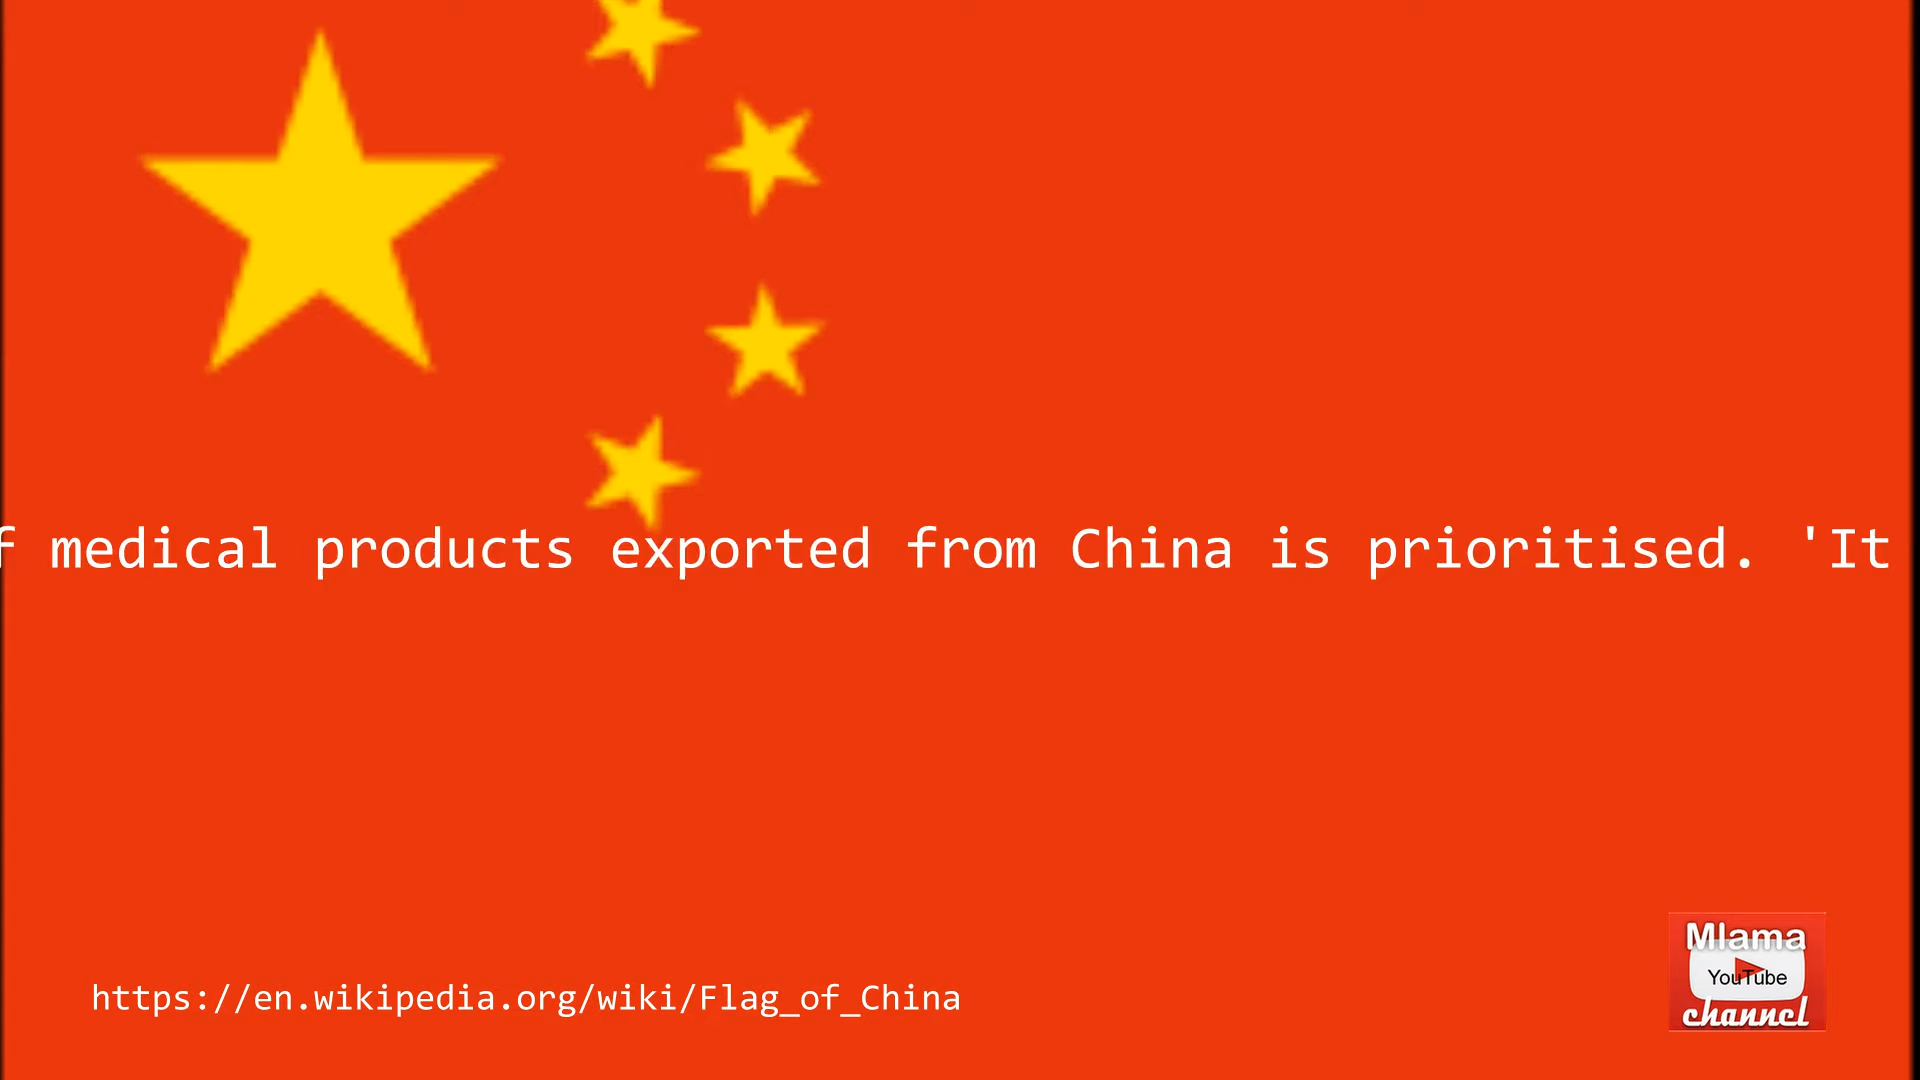 f medical products exported from China is prioritised. 'It
https://en.wikipedia.org/wiki/Flag_of_China
Mlama
YouTube
channel